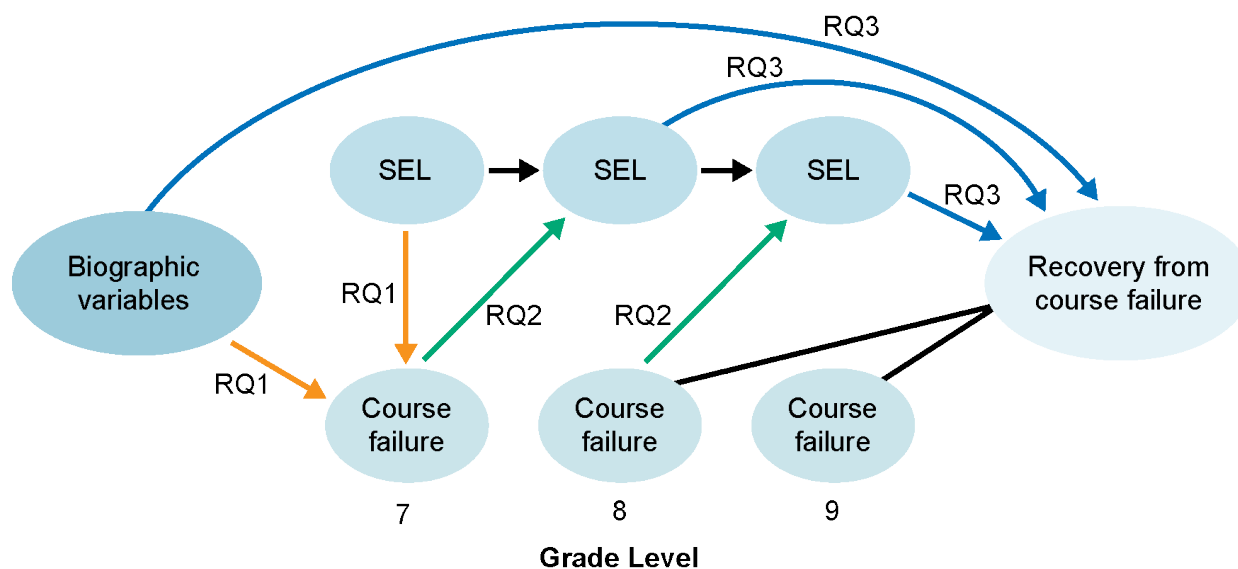 RQ3
RQ3
SEL
SEL
SEL
RQ3
Biographic
variables
Recovery from
course failure
RQ1
RQ2
RQ2
RQ1
Course
failure
Course
failure
Course
failure
7
8
9
Grade Level